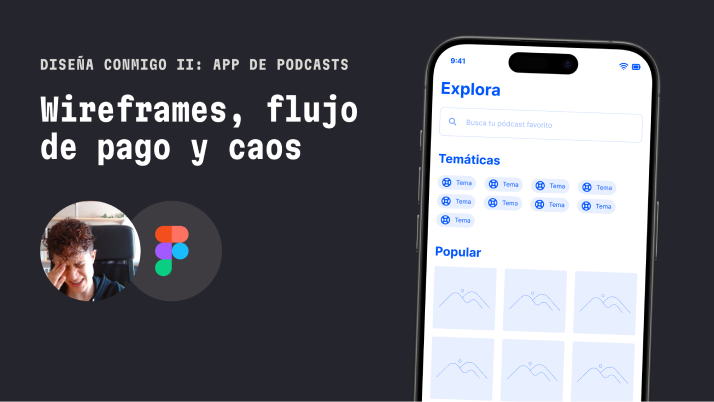 DISEÑA CONMIGO II: APP DE PODCASTS
Wireframes, flujo
de pago y caos
9:41
Explora
Busca tu pódcast favorito
Temáticas
Tema Tema Tema Tema
Tema Tema Tema Tema
Tema
Popular